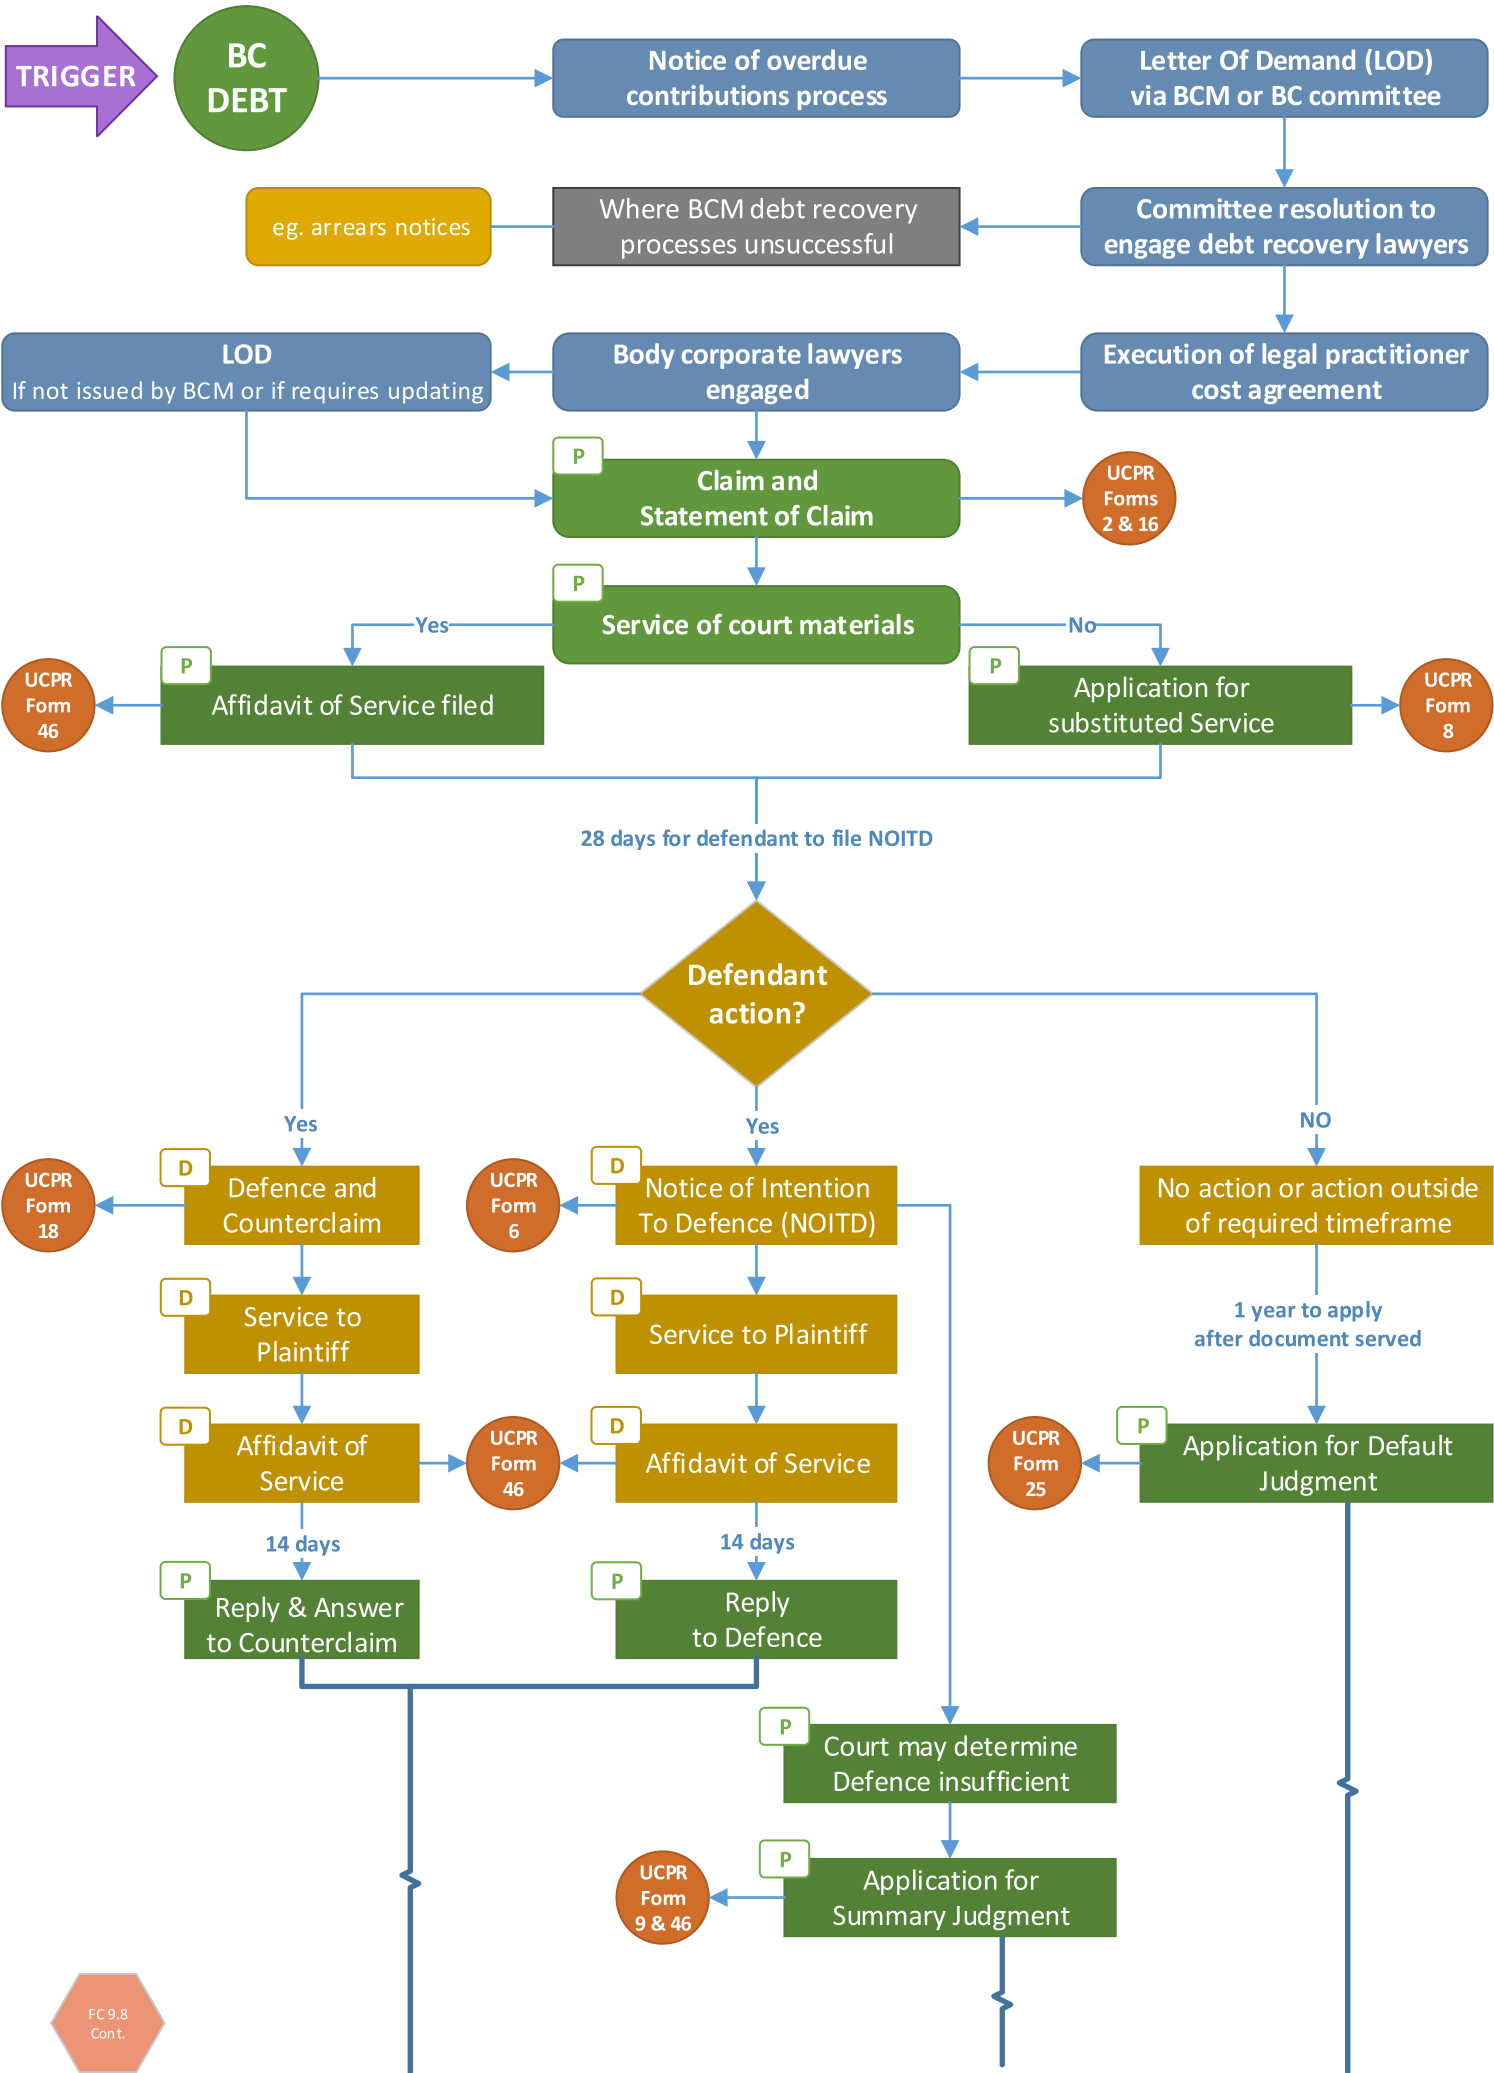 TRIGGER
BC
DEBT
Notice of overdue
contributions process
Letter Of Demand (LOD)
via BCM or BC committee
eg. arrears notices
Where BCM debt recovery
processes unsuccessful
Committee resolution to
engage debt recovery lawyers
LOD
If not issued by BCM or if requires updating
Body corporate lawyers
engaged
Execution of legal practitioner
cost agreement
P
Claim and
Statement of Claim
UCPR
Forms
2 & 16
P
Service of court materials
Yes
No
UCPR
Form
46
P
Affidavit of Service filed
P
Application for
substituted Service
UCPR
Form
8
28 days for defendant to file NOITD
Defendant
action?
Yes
Yes
NO
UCPR
Form
18
D
Defence and
Counterclaim
UCPR
Form
6
D
Notice of Intention
To Defence (NOITD)
No action or action outside
of required timeframe
D
Service to
Plaintiff
D
Service to Plaintiff
1 year to apply
after document served
D
Affidavit of
Service
UCPR
Form
46
D
Affidavit of Service
UCPR
Form
25
P
Application for Default
Judgment
14 days
14 days
P
Reply & Answer
to Counterclaim
P
Reply
to Defence
P
Court may determine
Defence insufficient
UCPR
Form
9 & 46
P
Application for
Summary Judgment
FC 9.8
Cont.